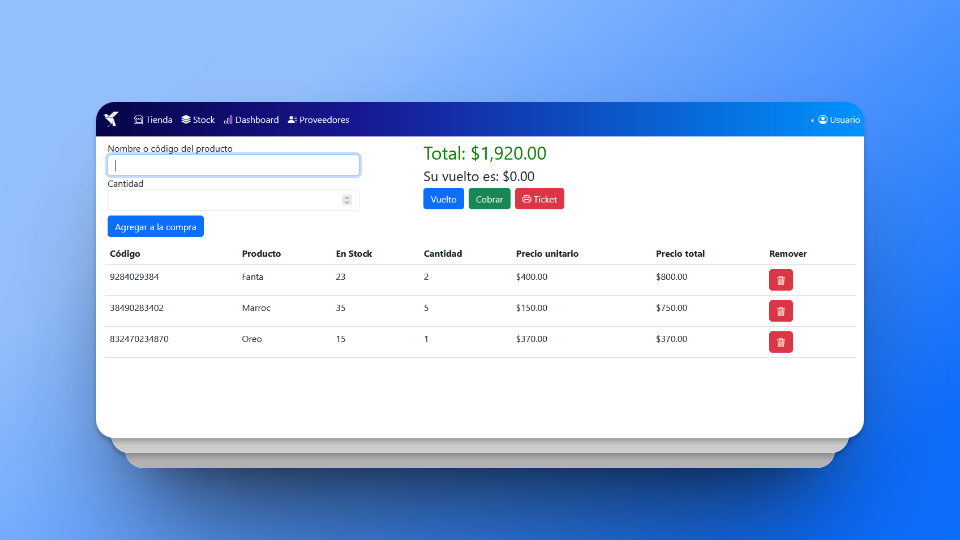 Tienda Stock Dashboard Proveedores Usuario
Nombre o código del producto
Cantidad
Agregar a la compra
Total: $1,920.00
Su vuelto es: $0.00
Vuelto Cobrar Ticket
Código Producto En Stock Cantidad Precio unitario Precio total Remover
9284029384 Fanta 23 2 $400.00 $800.00
38490283402 Marroc 35 5 $150.00 $750.00
832470234870 Oreo 15 1 $370.00 $370.00